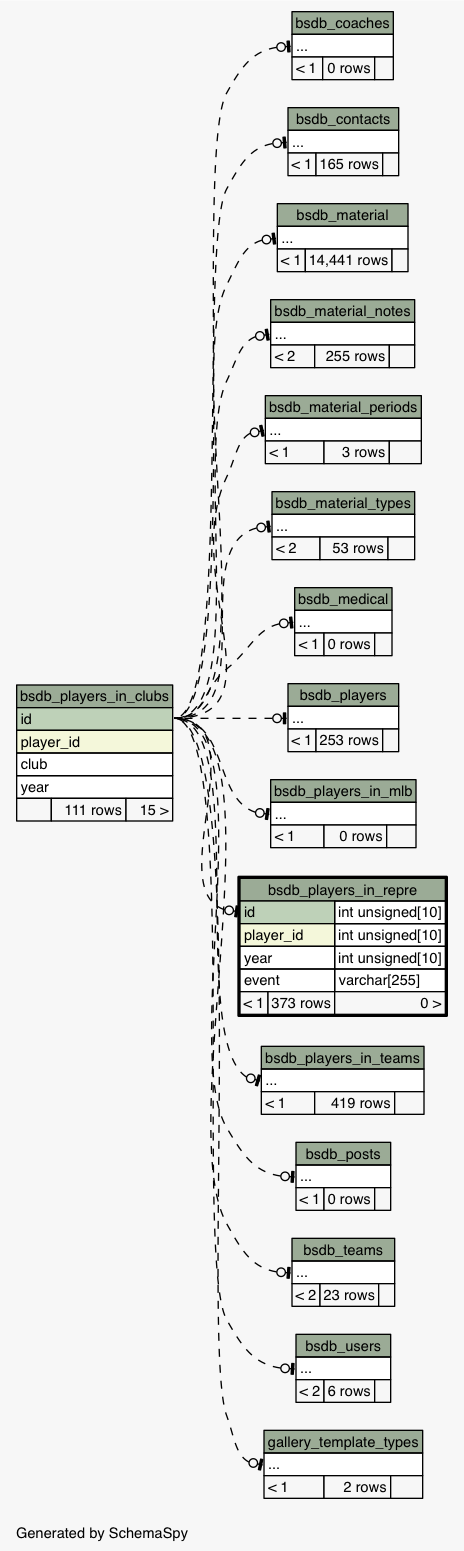 bsdb_coaches
...
< 1 0 rows
bsdb_contacts
...
< 1 165 rows
bsdb_material
...
< 1 14,441 rows
bsdb_material_notes
...
< 2 255 rows
bsdb_material_periods
...
< 1 3 rows
bsdb_material_types
...
< 2 53 rows
bsdb_medical
...
< 1 0 rows
bsdb_players_in_clubs
id
player_id
club
year
111 rows 15 >
bsdb_players
...
< 1 253 rows
bsdb_players_in_mlb
...
< 1 0 rows
bsdb_players_in_repre
id int unsigned[10]
player_id int unsigned[10]
year int unsigned[10]
event varchar[255]
< 1 373 rows 0 >
bsdb_players_in_teams
...
< 1 419 rows
bsdb_posts
...
< 1 0 rows
bsdb_teams
...
< 2 23 rows
bsdb_users
...
< 2 6 rows
gallery_template_types
...
< 1 2 rows
Generated by SchemaSpy